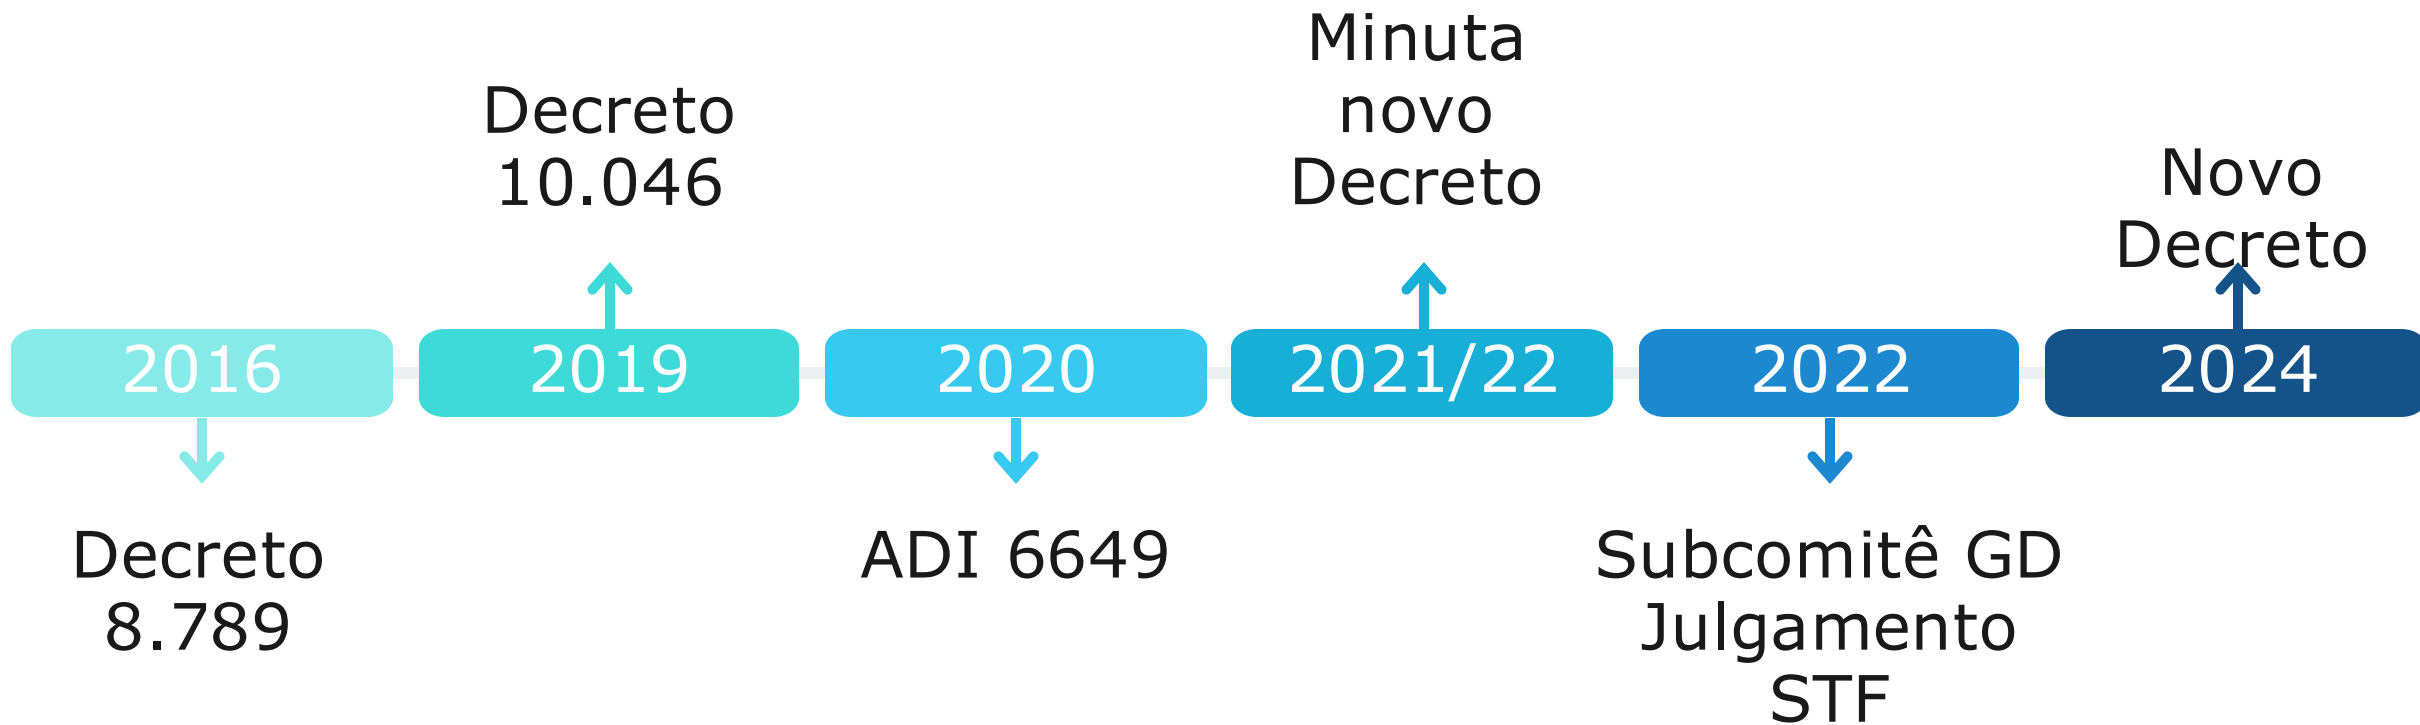 2016
Decreto
8.789
Decreto
10.046
2019
2020
ADI 6649
Minuta
novo
Decreto
2021/22
2022
Subcomitê GD
Julgamento
STF
Novo
Decreto
2024